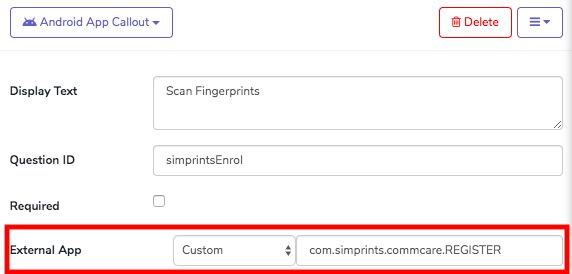 Android App Callout Delete
Display Text Scan Fingerprints
Question ID simprintsEnrol
Required
External App Custom com.simprints.commcare.REGISTER